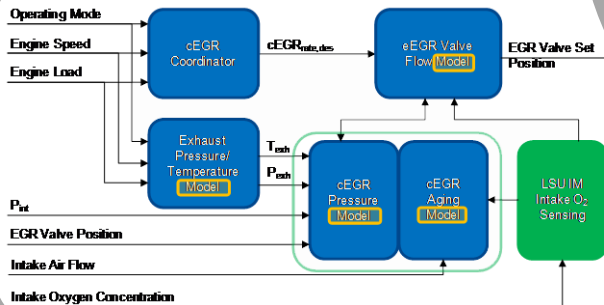 Operating Mode
Engine Speed
Engine Load
cEGR
Coordinator
cEGRrate,des
eEGR Valve
Flow Model
EGR Valve Set
Position
Exhaust
Pressure/
Temperature
Model
Texh
Pexh
cEGR
Pressure
Model
cEGR
Aging
Model
LSU IM
Intake O2
Sensing
Pint
EGR Valve Position
Intake Air Flow
Intake Oxygen Concentration